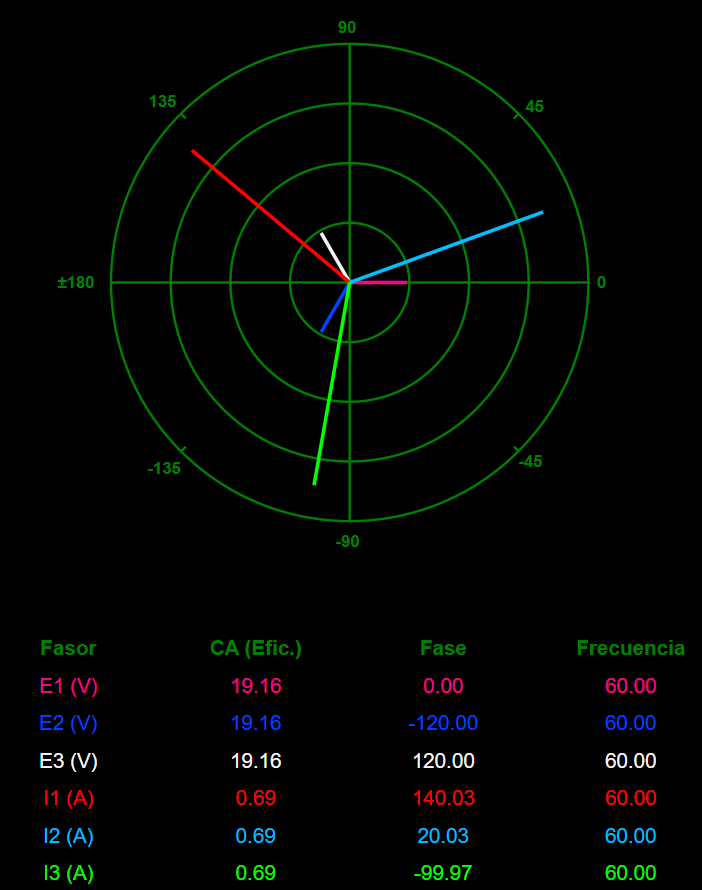 90
135 45
±180 0
-135 -45
-90
Fasor CA (Efic.) Fase Frecuencia
E1 (V) 19.16 0.00 60.00
E2 (V) 19.16 -120.00 60.00
E3 (V) 19.16 120.00 60.00
I1 (A) 0.69 140.03 60.00
I2 (A) 0.69 20.03 60.00
I3 (A) 0.69 -99.97 60.00